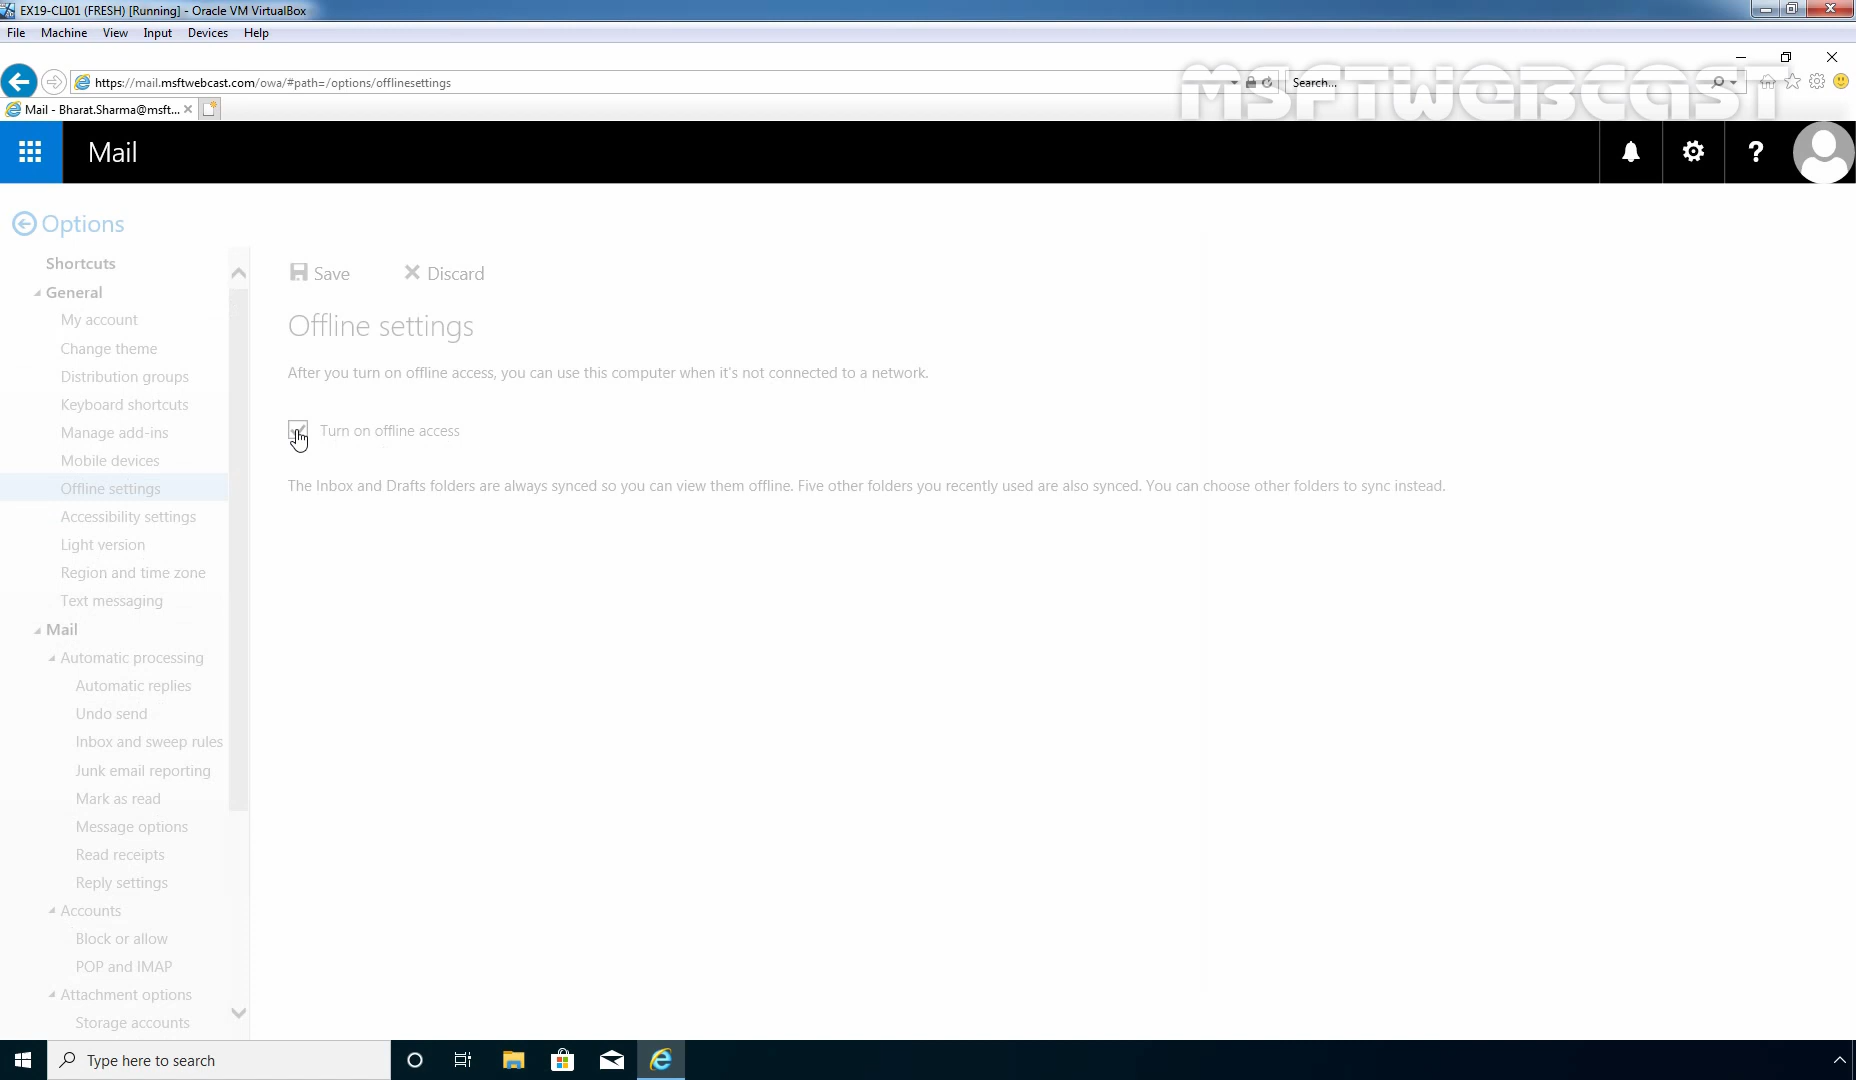 EX19-CLI01 (FRESH) [Running] - Oracle VM VirtualBox
File Machine View Input Devices Help
https://mail.msftwebcast.com/owa/#path=/options/offlinesettings
Search...
MSFTWEBCAST
Mail - Bharat.Sharma@msft...
Mail
?
Options
Shortcuts
General
My account
Change theme
Distribution groups
Keyboard shortcuts
Manage add-ins
Mobile devices
Offline settings
Accessibility settings
Light version
Region and time zone
Text messaging
Mail
Automatic processing
Automatic replies
Undo send
Inbox and sweep rules
Junk email reporting
Mark as read
Message options
Read receipts
Reply settings
Accounts
Block or allow
POP and IMAP
Attachment options
Storage accounts
Save Discard
Offline settings
After you turn on offline access, you can use this computer when it's not connected to a network.
Turn on offline access
The Inbox and Drafts folders are always synced so you can view them offline. Five other folders you recently used are also synced. You can choose other folders to sync instead.
Type here to search